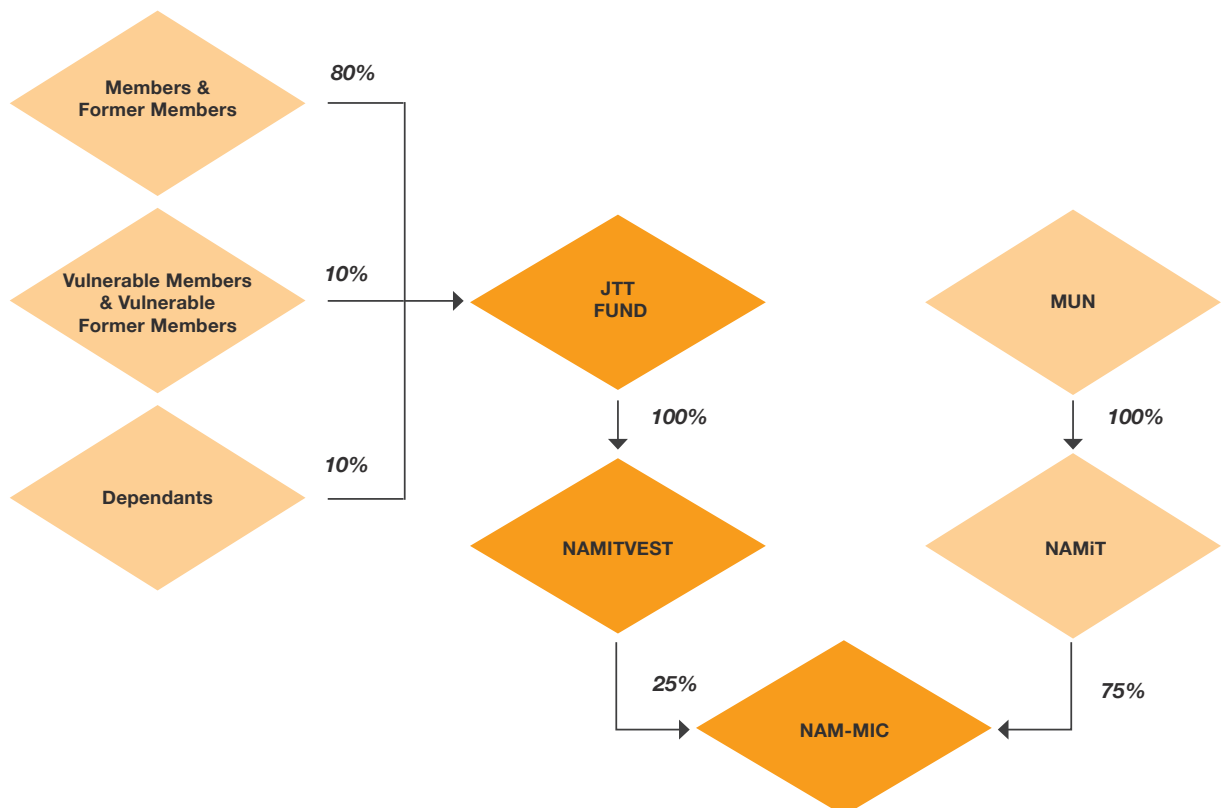 Members &
Former Members
80%
Vulnerable Members
& Vulnerable
Former Members
10%
Dependants
10%
JTT
FUND
100%
NAMITVEST
25%
MUN
100%
NAMiT
75%
NAM-MIC